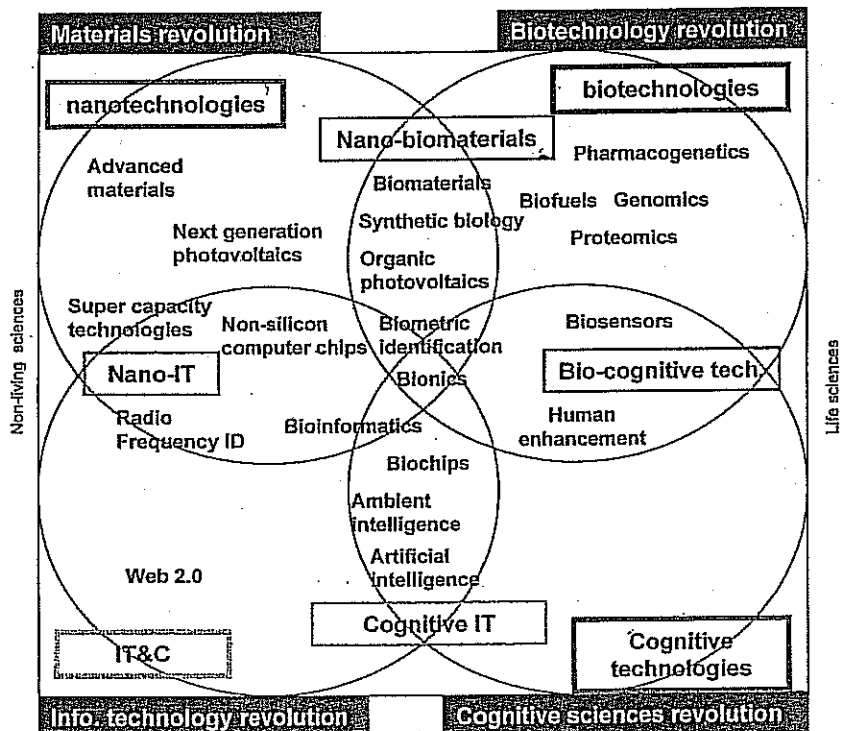 Materials revolution
Biotechnology revolution
nanotechnologies
biotechnologies
Nano-biomaterials
Pharmacogenetics
Advanced
materials
Biomaterials
Biofuels Genomics
Synthetic biology
Next generation
photovoltaics
Proteomics
Organic
photovoltaics
Non-living sciences
Life sciences
Super capacity
technologies
Non-silicon
computer chips
Biometric
identification
Biosensors
Nano-IT
Bionics
Bio-cognitive tech.
Radio
Frequency ID
Bioinformatics
Human
enhancement
Biochips
Ambient
intelligence
Artificial
intelligence
Web 2.0
Cognitive IT
IT&C
Cognitive
technologies
Info. technology revolution
Cognitive sciences revolution